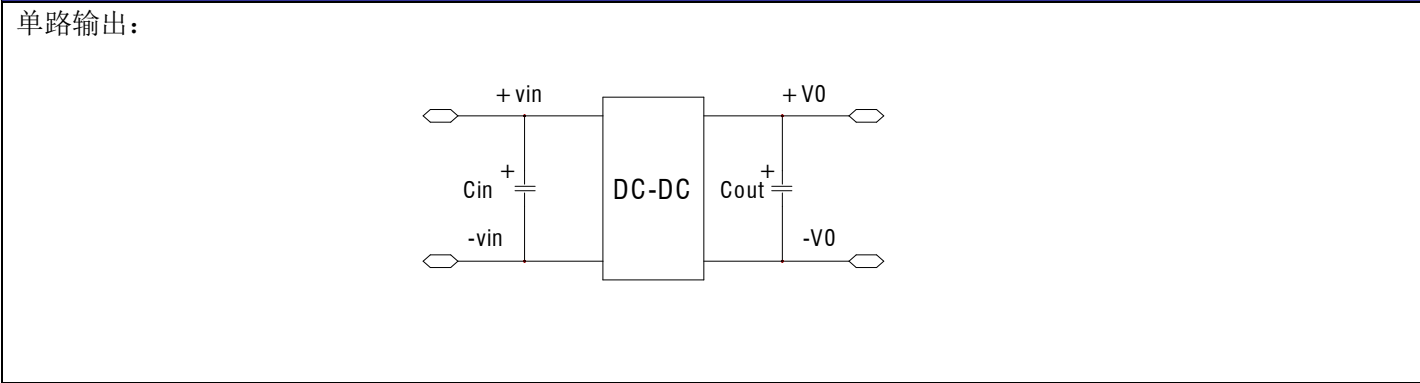 单路输出：
+vin
+V0
+
Cin
DC-DC
+
Cout
-vin
-V0